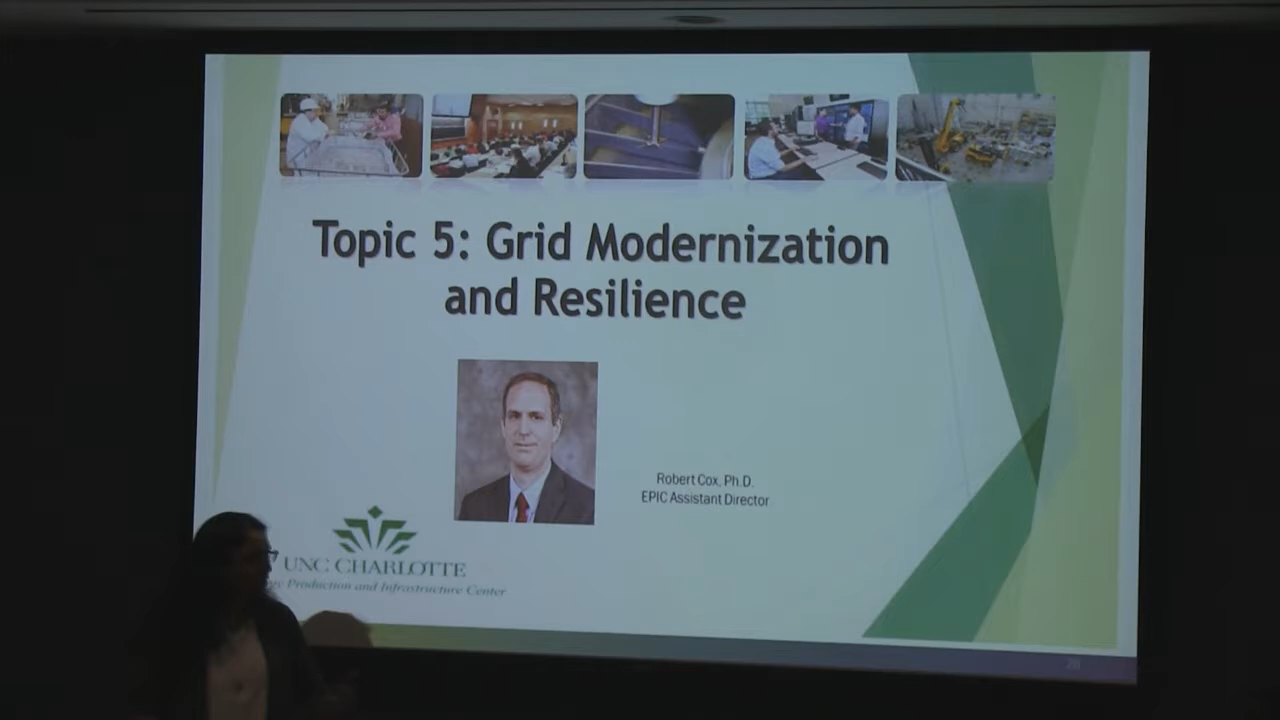 Topic 5: Grid Modernization
and Resilience
Robert Cox, Ph.D.
EPIC Assistant Director
UNC CHARLOTTE
Production and Infrastructure Center